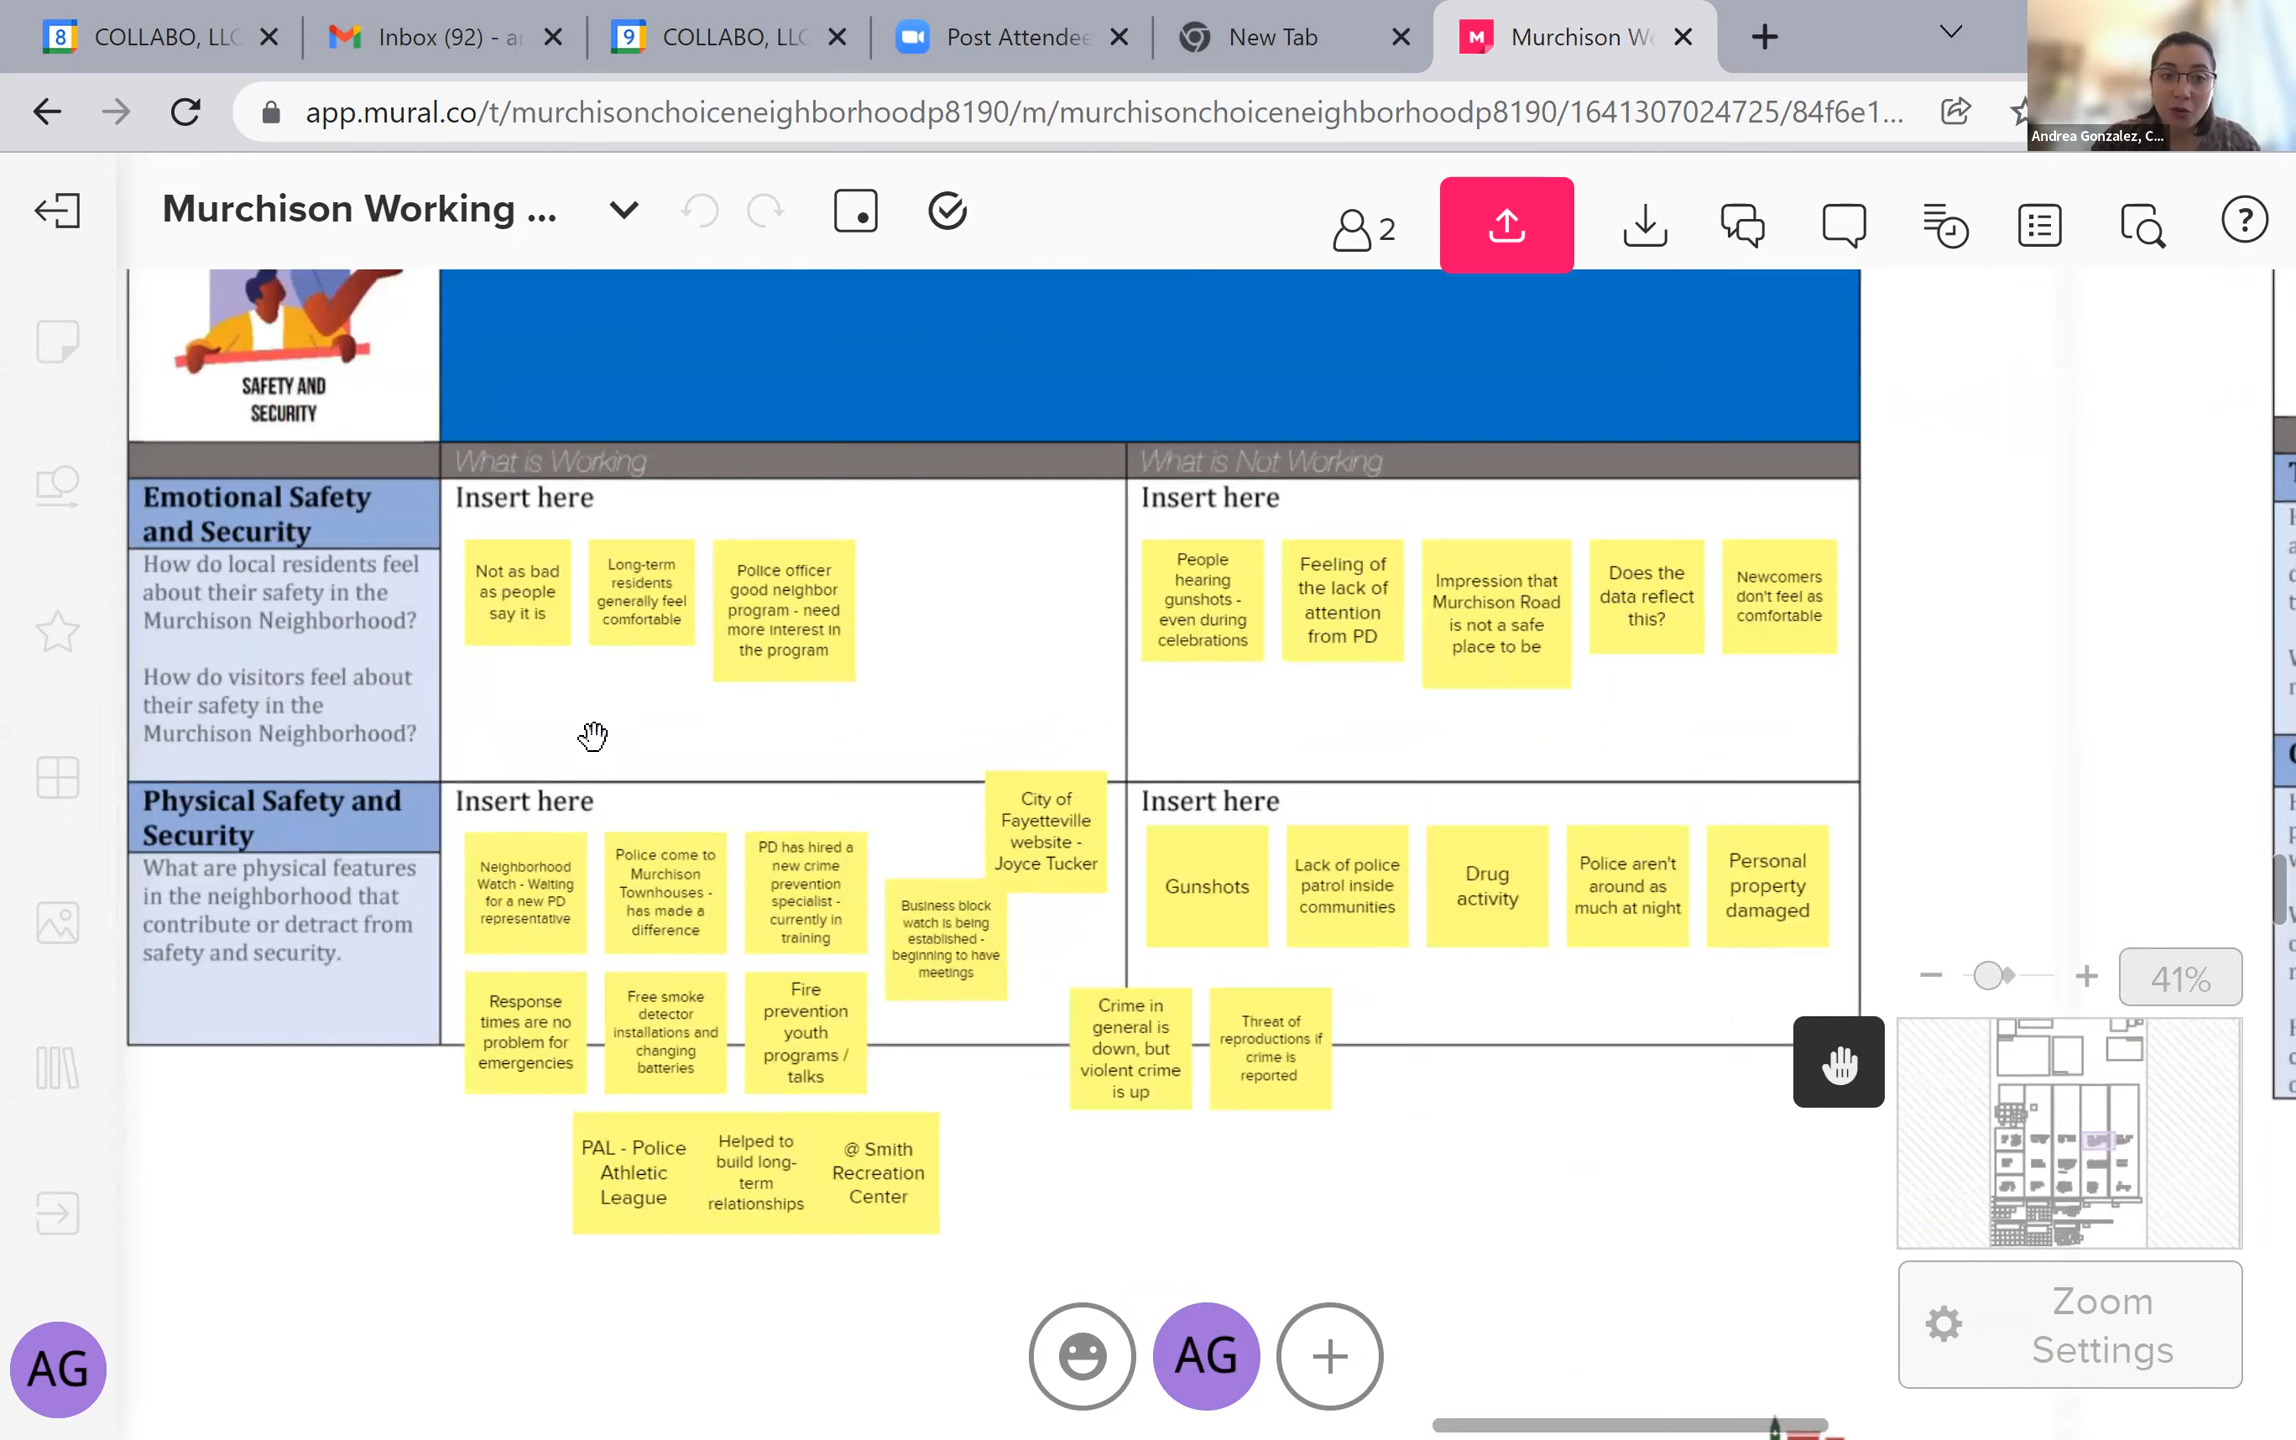 8
COLLABO, LLC
Inbox (92) - ar
9
COLLABO, LLC
Post Attendee
New Tab
M
Murchison Wo
app.mural.co/t/murchisonchoiceneighborhoodp8190/m/murchisonchoiceneighborhoodp8190/1641307024725/84f6e1...
Andrea Gonzalez, C...
Murchison Working ...
2
?
SAFETY AND
SECURITY
What is Working
What is Not Working
Emotional Safety
and Security
How do local residents feel
about their safety in the
Murchison Neighborhood?
How do visitors feel about
their safety in the
Murchison Neighborhood?
Insert here
Not as bad
as people
say it is
Long-term
residents
generally feel
comfortable
Police officer
good neighbor
program - need
more interest in
the program
Insert here
People
hearing
gunshots -
even during
celebrations
Feeling of
the lack of
attention
from PD
Impression that
Murchison Road
is not a safe
place to be
Does the
data reflect
this?
Newcomers
don't feel as
comfortable
Physical Safety and
Security
What are physical features
in the neighborhood that
contribute or detract from
safety and security.
Insert here
Neighborhood
Watch - Waiting
for a new PD
representative
Police come to
Murchison
Townhouses -
has made a
difference
PD has hired a
new crime
prevention
specialist -
currently in
training
City of
Fayetteville
website -
Joyce Tucker
Business block
watch is being
established -
beginning to have
meetings
Response
times are no
problem for
emergencies
Free smoke
detector
installations and
changing
batteries
Fire
prevention
youth
programs /
talks
PAL - Police
Athletic
League
Helped to
build long-
term
relationships
@ Smith
Recreation
Center
Insert here
Gunshots
Lack of police
patrol inside
communities
Drug
activity
Police aren't
around as
much at night
Personal
property
damaged
Crime in
general is
down, but
violent crime
is up
Threat of
reproductions if
crime is
reported
41%
Zoom
Settings
AG
AG